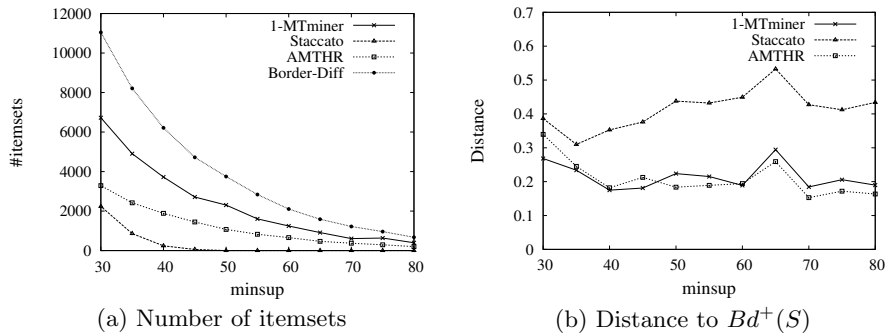 12000
10000
8000
6000
4000
2000
0
#itemsets
1-MTminer
Staccato
AMTHR
Border-Diff
30 40 50 60 70 80
minsup
(a) Number of itemsets
0.7
0.6
0.5
0.4
0.3
0.2
0.1
0
Distance
1-MTminer
Staccato
AMTHR
30 40 50 60 70 80
minsup
(b) Distance to Bd⁺(S)